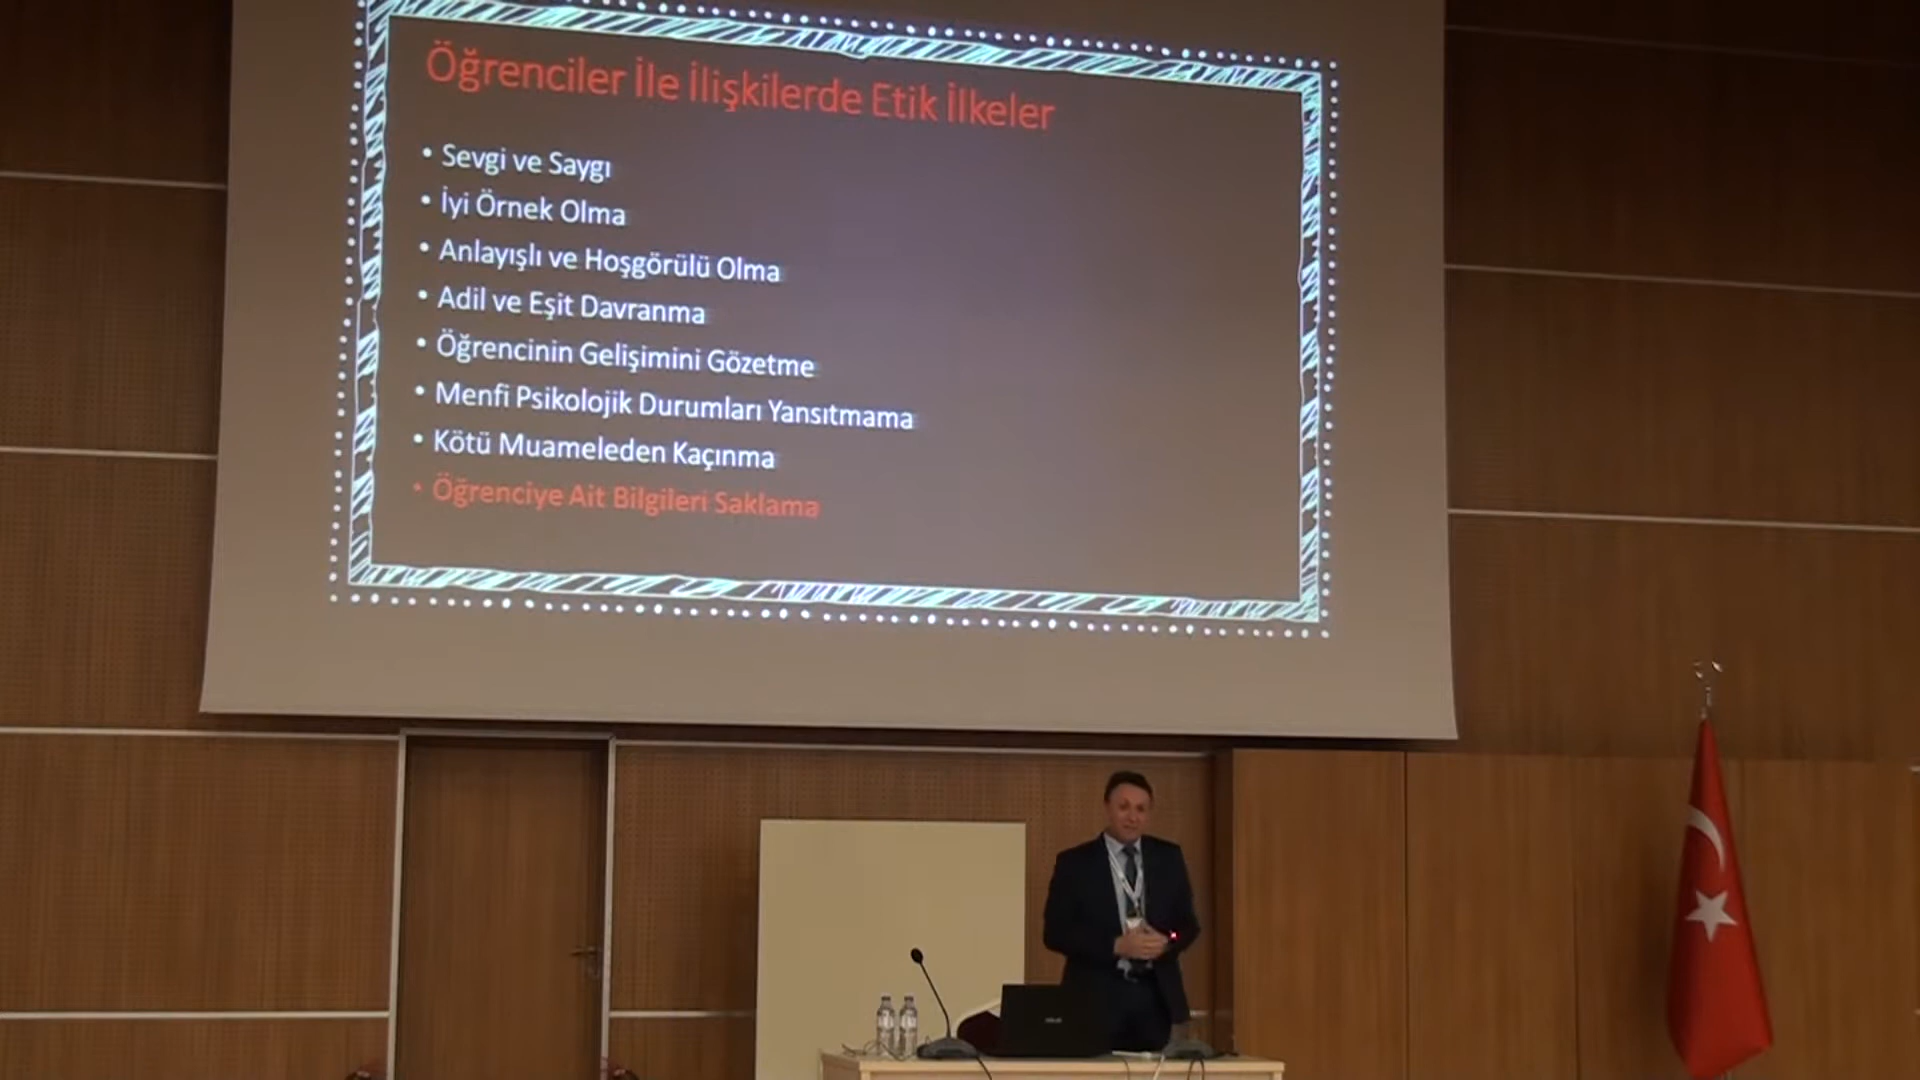 Öğrenciler İle İlişkilerde Etik İlkeler
• Sevgi ve Saygı
• İyi Örnek Olma
• Anlayışlı ve Hoşgörülü Olma
• Adil ve Eşit Davranma
• Öğrencinin Gelişimini Gözetme
• Menfi Psikolojik Durumları Yansıtmama
• Kötü Muameleden Kaçınma
• Öğrenciye Ait Bilgileri Saklama